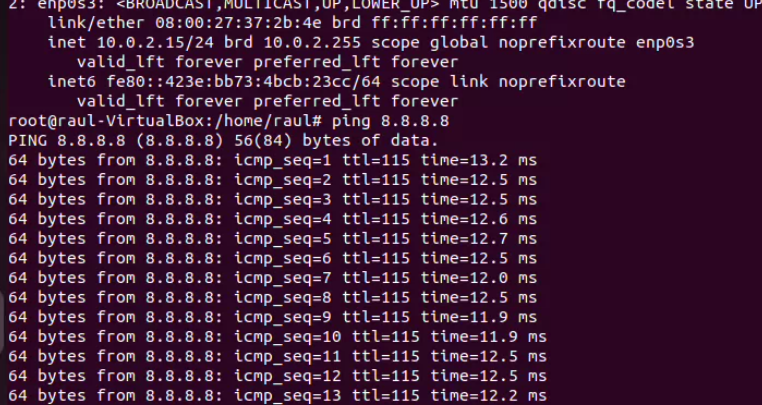 2: enp0s3: <BROADCAST,MULTICAST,UP,LOWER_UP> mtu 1500 qdisc fq_codel state UP
link/ether 08:00:27:37:2b:4e brd ff:ff:ff:ff:ff:ff
inet 10.0.2.15/24 brd 10.0.2.255 scope global noprefixroute enp0s3
valid_lft forever preferred_lft forever
inet6 fe80::423e:bb73:4bcb:23cc/64 scope link noprefixroute
valid_lft forever preferred_lft forever
root@raul-VirtualBox:/home/raul# ping 8.8.8.8
PING 8.8.8.8 (8.8.8.8) 56(84) bytes of data.
64 bytes from 8.8.8.8: icmp_seq=1 ttl=115 time=13.2 ms
64 bytes from 8.8.8.8: icmp_seq=2 ttl=115 time=12.5 ms
64 bytes from 8.8.8.8: icmp_seq=3 ttl=115 time=12.5 ms
64 bytes from 8.8.8.8: icmp_seq=4 ttl=115 time=12.6 ms
64 bytes from 8.8.8.8: icmp_seq=5 ttl=115 time=12.7 ms
64 bytes from 8.8.8.8: icmp_seq=6 ttl=115 time=12.5 ms
64 bytes from 8.8.8.8: icmp_seq=7 ttl=115 time=12.0 ms
64 bytes from 8.8.8.8: icmp_seq=8 ttl=115 time=12.5 ms
64 bytes from 8.8.8.8: icmp_seq=9 ttl=115 time=11.9 ms
64 bytes from 8.8.8.8: icmp_seq=10 ttl=115 time=11.9 ms
64 bytes from 8.8.8.8: icmp_seq=11 ttl=115 time=12.5 ms
64 bytes from 8.8.8.8: icmp_seq=12 ttl=115 time=12.5 ms
64 bytes from 8.8.8.8: icmp_seq=13 ttl=115 time=12.2 ms